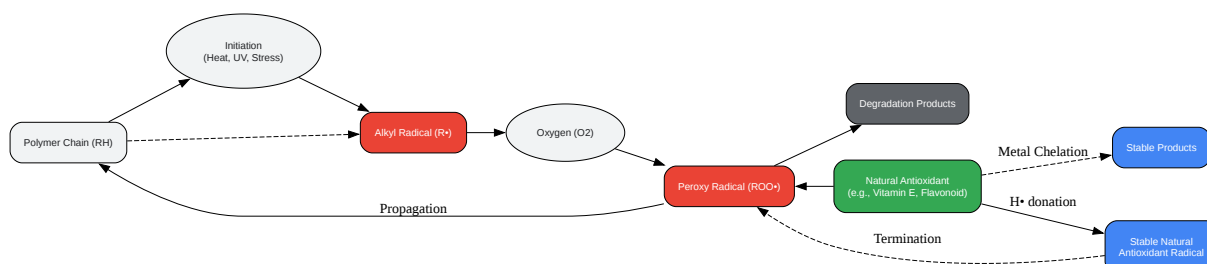 Initiation
(Heat, UV, Stress)
Polymer Chain (RH)
Alkyl Radical (R•)
Oxygen (O2)
Degradation Products
Peroxy Radical (ROO•)
Natural Antioxidant
(e.g., Vitamin E, Flavonoid)
Metal Chelation
Stable Products
H• donation
Stable Natural
Antioxidant Radical
Propagation
Termination